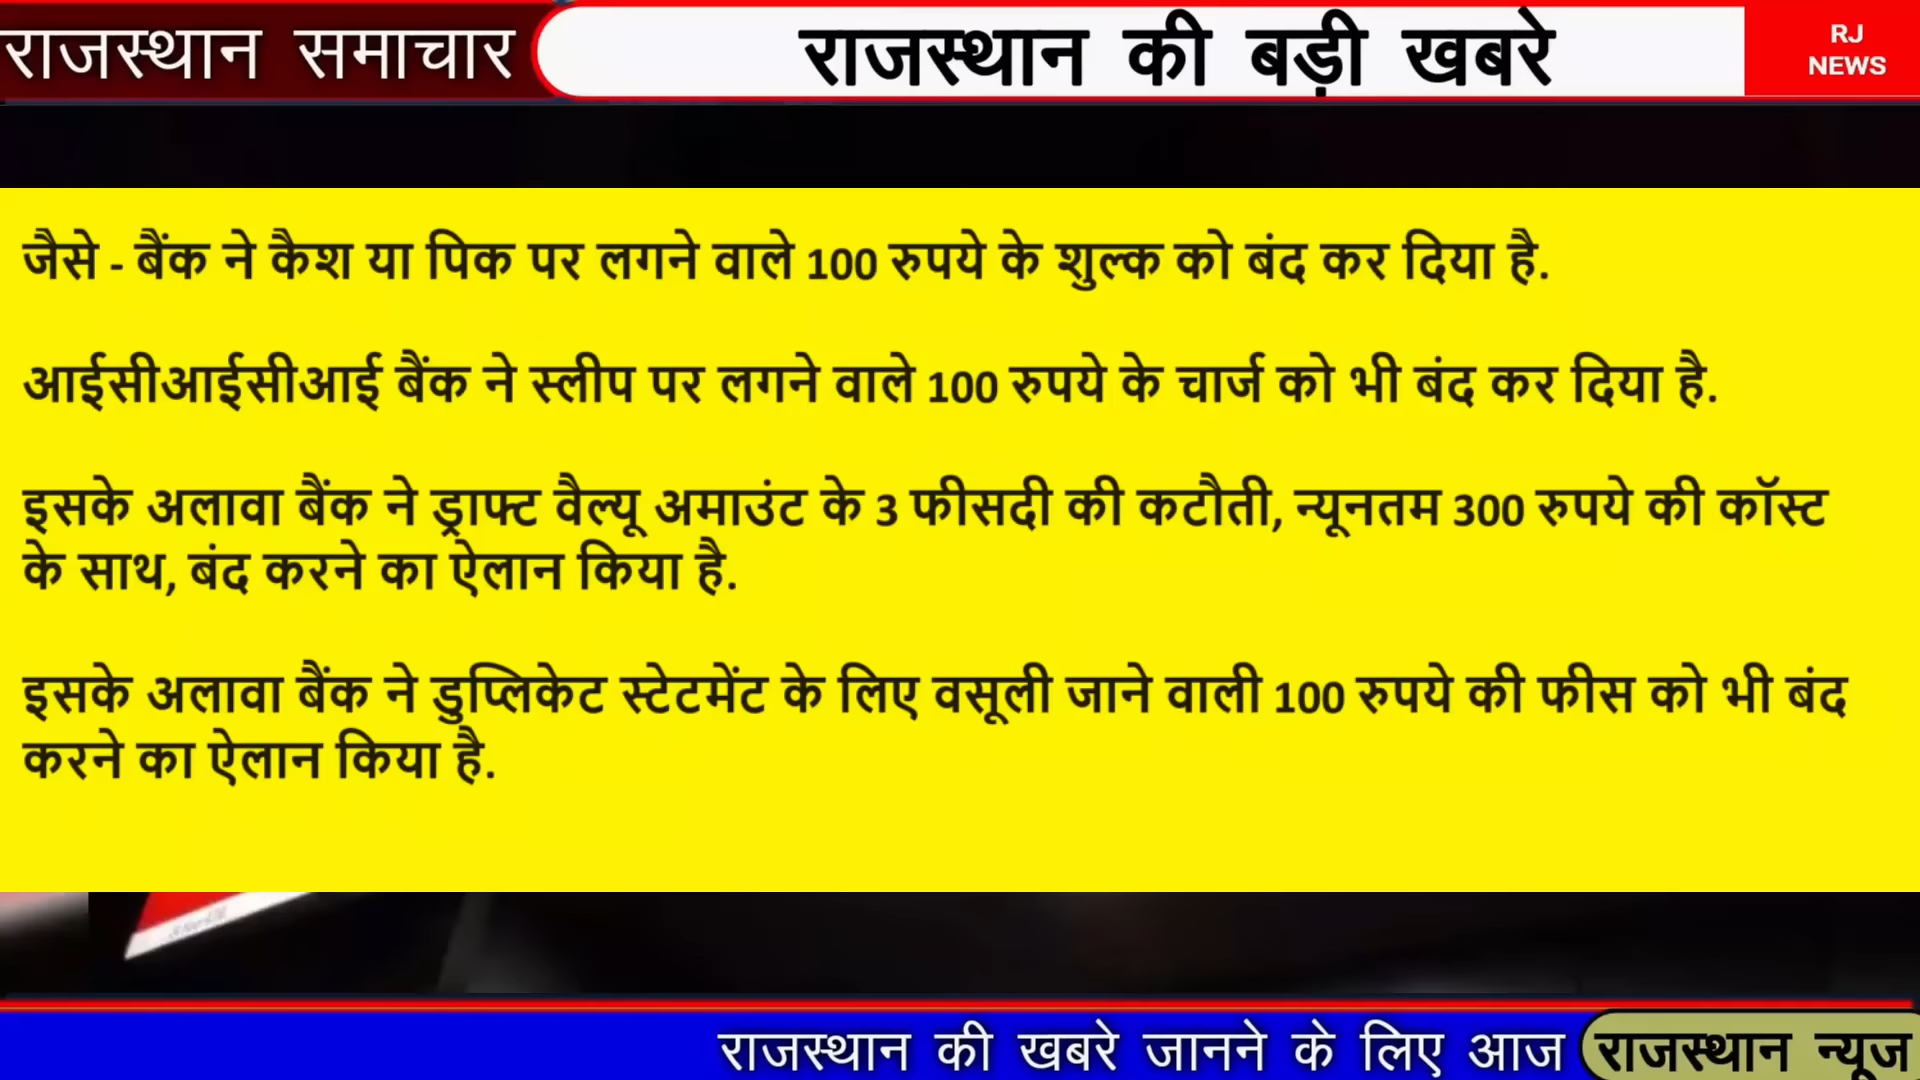 राजस्थान समाचार
राजस्थान की बड़ी खबरे
RJ
NEWS
जैसे - बैंक ने कैश या पिक पर लगने वाले 100 रुपये के शुल्क को बंद कर दिया है.
आईसीआईसीआई बैंक ने स्लीप पर लगने वाले 100 रुपये के चार्ज को भी बंद कर दिया है.
इसके अलावा बैंक ने ड्राफ्ट वैल्यू अमाउंट के 3 फीसदी की कटौती, न्यूनतम 300 रुपये की कॉस्ट
के साथ, बंद करने का ऐलान किया है.
इसके अलावा बैंक ने डुप्लिकेट स्टेटमेंट के लिए वसूली जाने वाली 100 रुपये की फीस को भी बंद
करने का ऐलान किया है.
राजस्थान की खबरे जानने के लिए आज
राजस्थान न्यूज